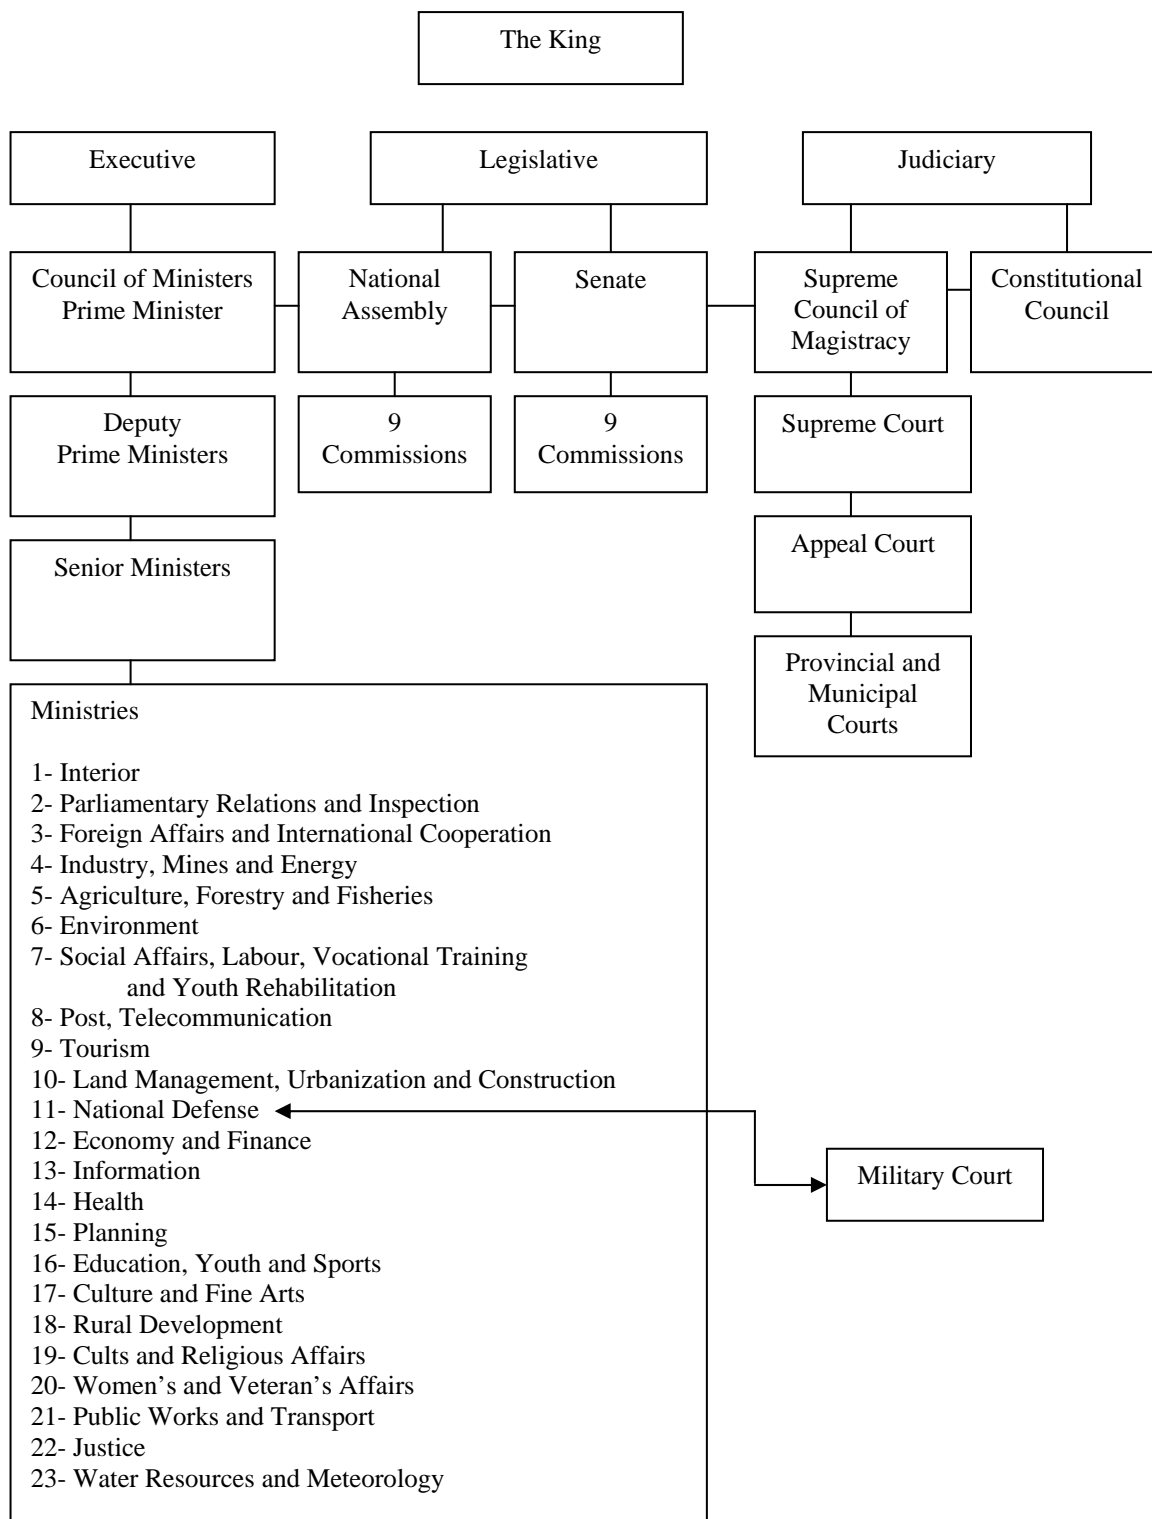 The King
Executive
Legislative
Judiciary
Council of Ministers
Prime Minister
National
Assembly
Senate
Supreme
Council of
Magistracy
Constitutional
Council
Deputy
Prime Ministers
9
Commissions
9
Commissions
Supreme Court
Senior Ministers
Appeal Court
Provincial and
Municipal
Courts
Ministries
1- Interior
2- Parliamentary Relations and Inspection
3- Foreign Affairs and International Cooperation
4- Industry, Mines and Energy
5- Agriculture, Forestry and Fisheries
6- Environment
7- Social Affairs, Labour, Vocational Training
and Youth Rehabilitation
8- Post, Telecommunication
9- Tourism
10- Land Management, Urbanization and Construction
11- National Defense
12- Economy and Finance
13- Information
14- Health
15- Planning
16- Education, Youth and Sports
17- Culture and Fine Arts
18- Rural Development
19- Cults and Religious Affairs
20- Women's and Veteran's Affairs
21- Public Works and Transport
22- Justice
23- Water Resources and Meteorology
Military Court